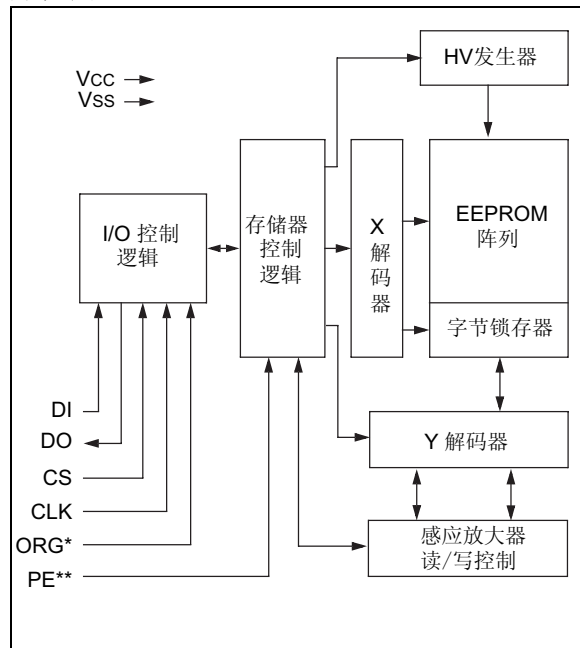 VCC
VSS
HV发生器
I/O 控制
逻辑
存储器
控制
逻辑
X
解
码
器
EEPROM
阵列
字节锁存器
Y 解码器
感应放大器
读/写控制
DI
DO
CS
CLK
ORG*
PE**